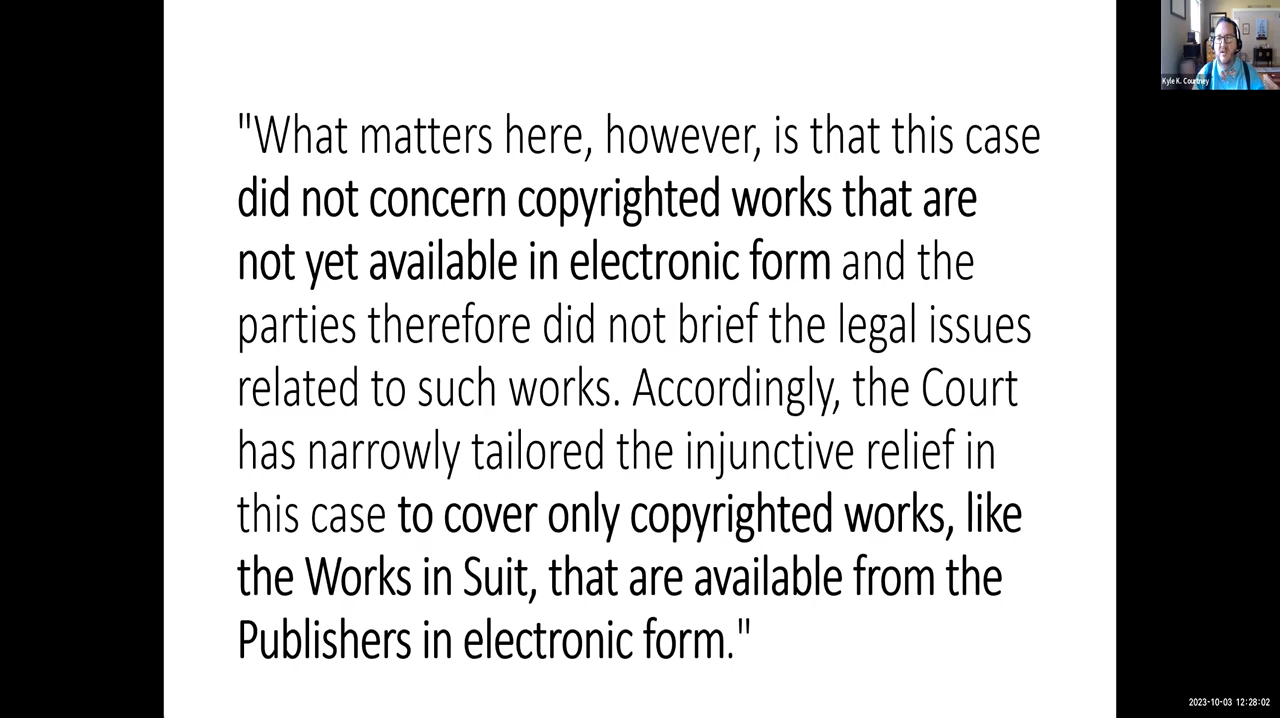 "What matters here, however, is that this case
did not concern copyrighted works that are
not yet available in electronic form and the
parties therefore did not brief the legal issues
related to such works. Accordingly, the Court
has narrowly tailored the injunctive relief in
this case to cover only copyrighted works, like
the Works in Suit, that are available from the
Publishers in electronic form."
Kyle K. Courtney
2023-10-03 12:28:02